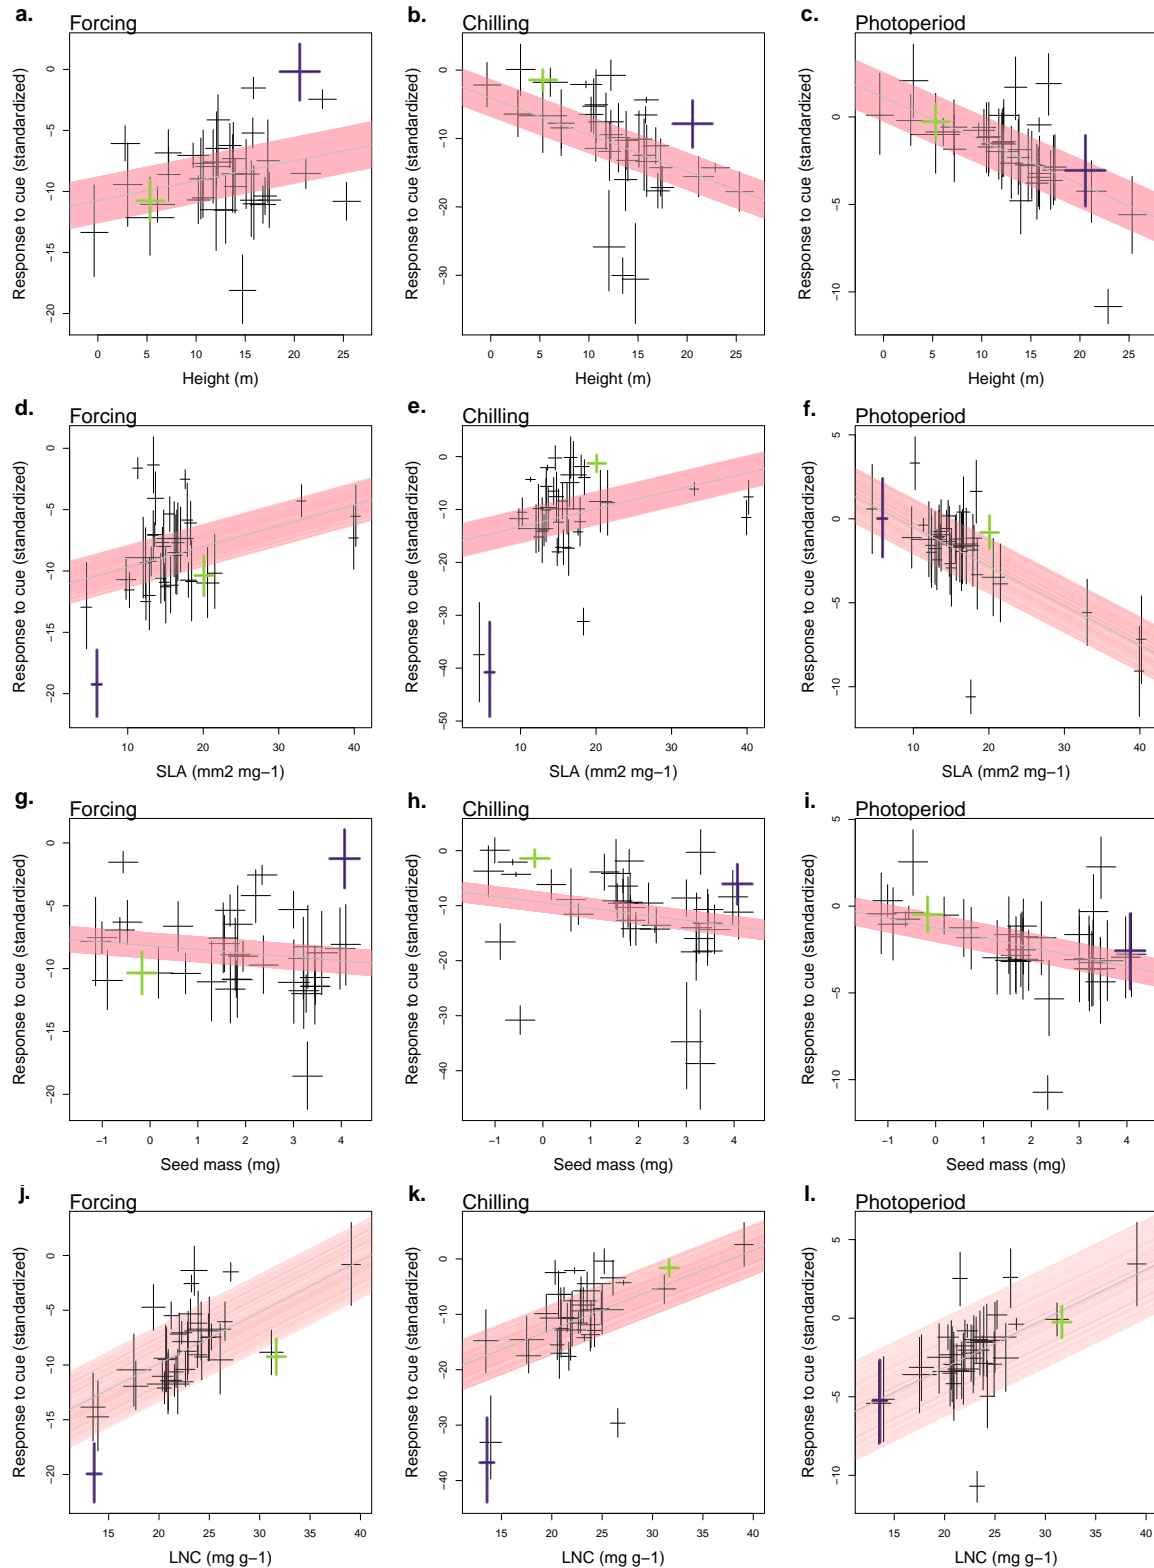 a. Forcing b. Chilling c. Photoperiod
Response to cue (standardized) Response to cue (standardized) Response to cue (standardized)
0 −5 −10 −15 −20
0 −10 −20 −30
0 −5 −10
0 5 10 15 20 25 0 5 10 15 20 25 0 5 10 15 20 25
Height (m) Height (m) Height (m)
d. Forcing e. Chilling f. Photoperiod
Response to cue (standardized) Response to cue (standardized) Response to cue (standardized)
0 −5 −10 −15 −20
0 −10 −20 −30 −40 −50
5 0 −5 −10
10 20 30 40 10 20 30 40 10 20 30 40
SLA (mm2 mg−1) SLA (mm2 mg−1) SLA (mm2 mg−1)
g. Forcing h. Chilling i. Photoperiod
Response to cue (standardized) Response to cue (standardized) Response to cue (standardized)
0 −5 −10 −15 −20
0 −10 −20 −30 −40
5 0 −5 −10
−1 0 1 2 3 4 −1 0 1 2 3 4 −1 0 1 2 3 4
Seed mass (mg) Seed mass (mg) Seed mass (mg)
j. Forcing k. Chilling l. Photoperiod
Response to cue (standardized) Response to cue (standardized) Response to cue (standardized)
0 −5 −10 −15 −20
0 −10 −20 −30 −40
5 0 −5 −10
15 20 25 30 35 40 15 20 25 30 35 40 15 20 25 30 35 40
LNC (mg g−1) LNC (mg g−1) LNC (mg g−1)